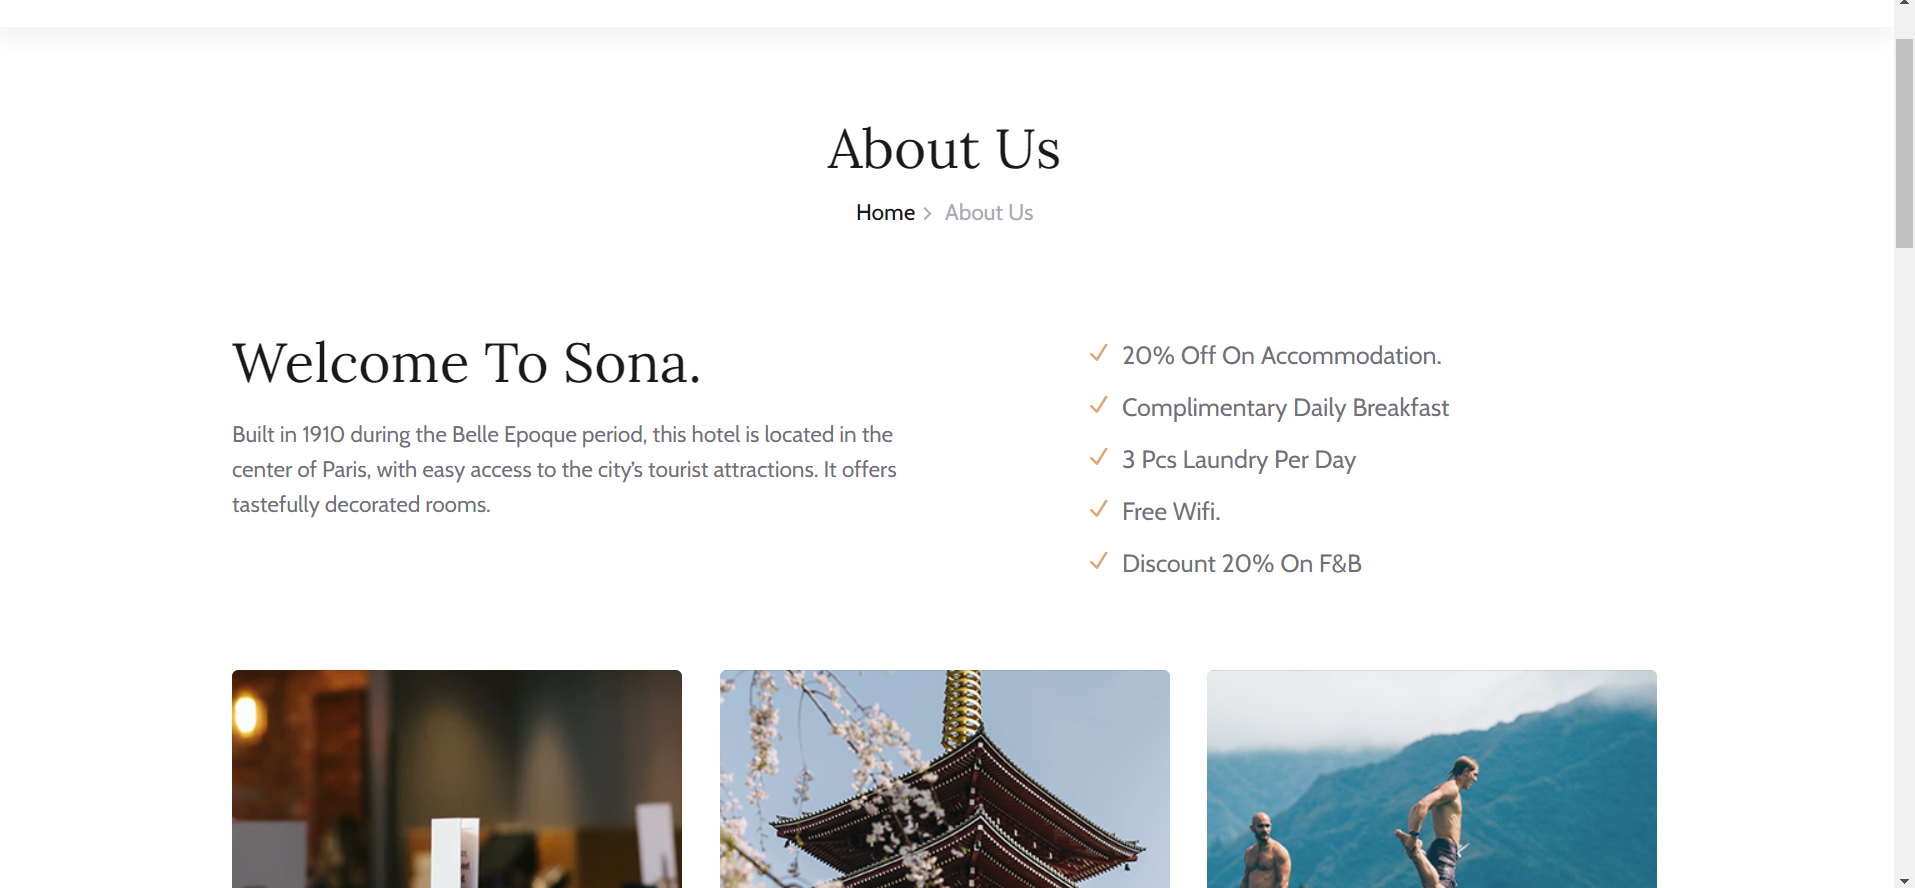 About Us
Home > About Us
Welcome To Sona.
Built in 1910 during the Belle Epoque period, this hotel is located in the
center of Paris, with easy access to the city’s tourist attractions. It offers
tastefully decorated rooms.
20% Off On Accommodation.
Complimentary Daily Breakfast
3 Pcs Laundry Per Day
Free Wifi.
Discount 20% On F&B